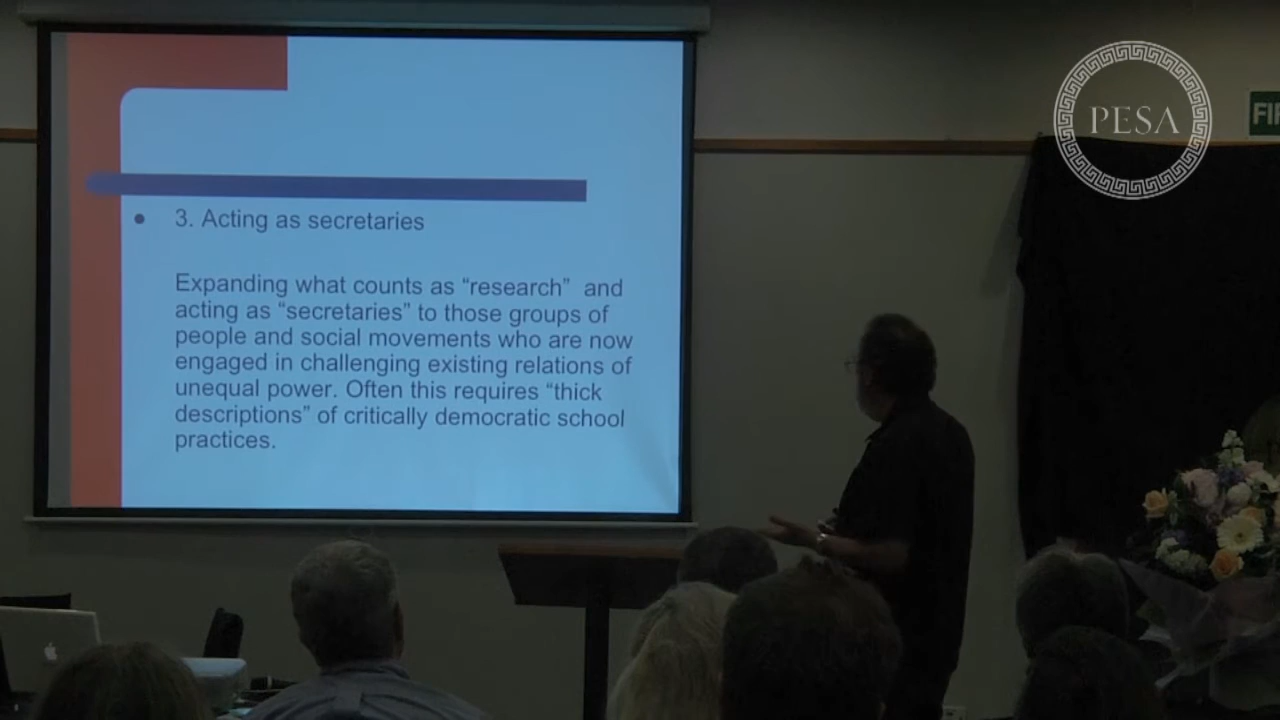 PESA
FI
3. Acting as secretaries
Expanding what counts as “research” and
acting as “secretaries” to those groups of
people and social movements who are now
engaged in challenging existing relations of
unequal power. Often this requires “thick
descriptions” of critically democratic school
practices.